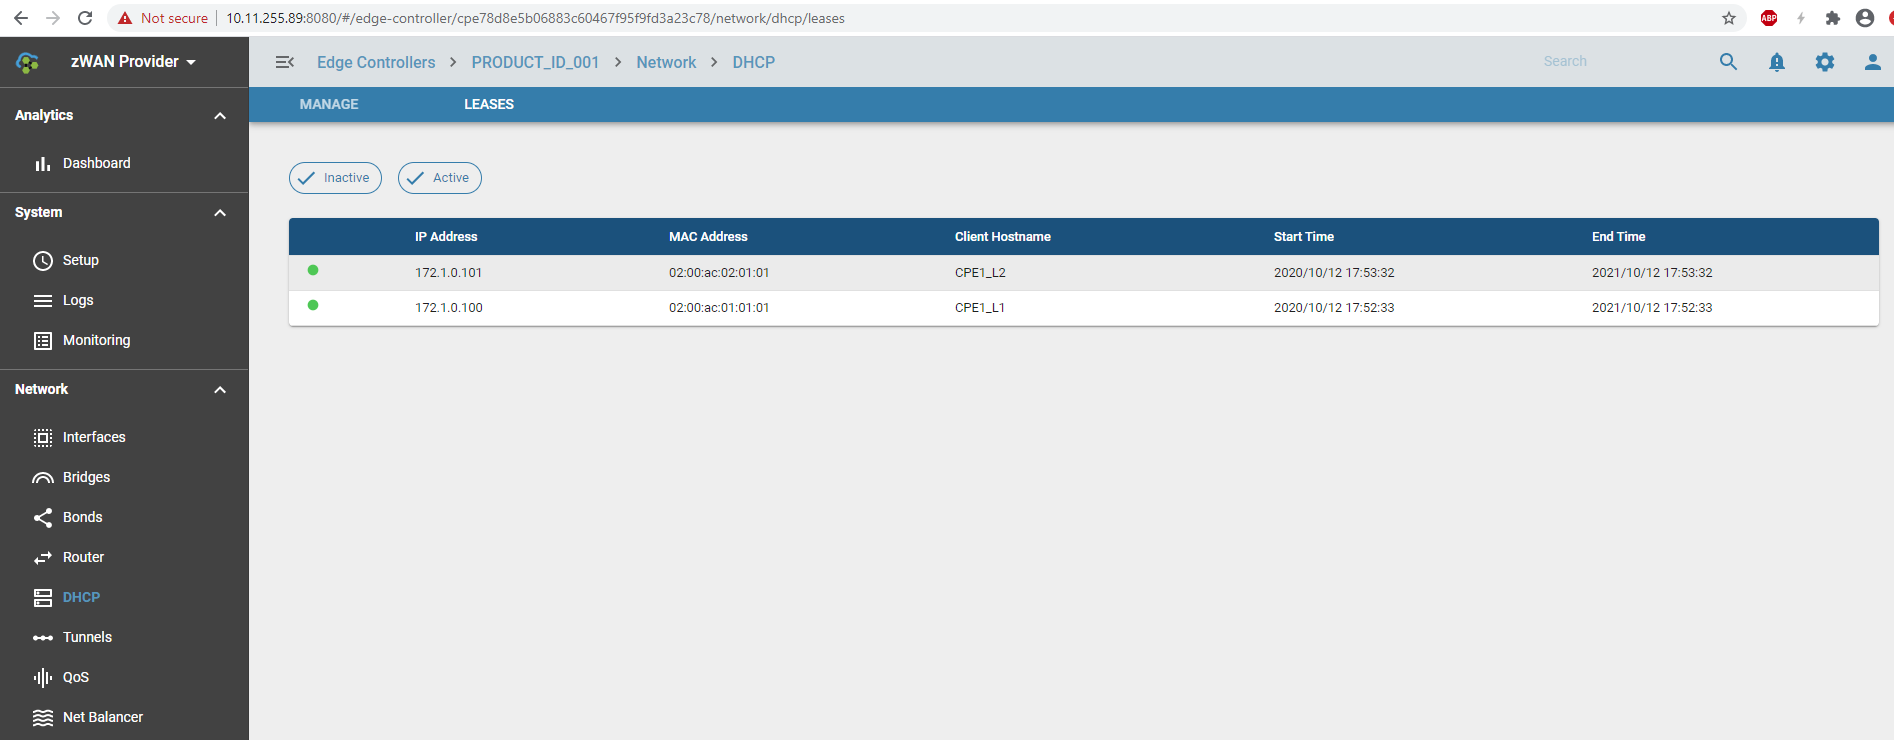 Not secure | 10.11.255.89:8080/#/edge-controller/cpe78d8e5b06883c60467f95f9fd3a23c78/network/dhcp/leases
ABP
zWAN Provider
Edge Controllers > PRODUCT_ID_001 > Network > DHCP
Search
MANAGE LEASES
Analytics
Dashboard
System
Setup
Logs
Monitoring
Network
Interfaces
Bridges
Bonds
Router
DHCP
Tunnels
QoS
Net Balancer
Inactive Active
IP Address MAC Address Client Hostname Start Time End Time
172.1.0.101 02:00:ac:02:01:01 CPE1_L2 2020/10/12 17:53:32 2021/10/12 17:53:32
172.1.0.100 02:00:ac:01:01:01 CPE1_L1 2020/10/12 17:52:33 2021/10/12 17:52:33